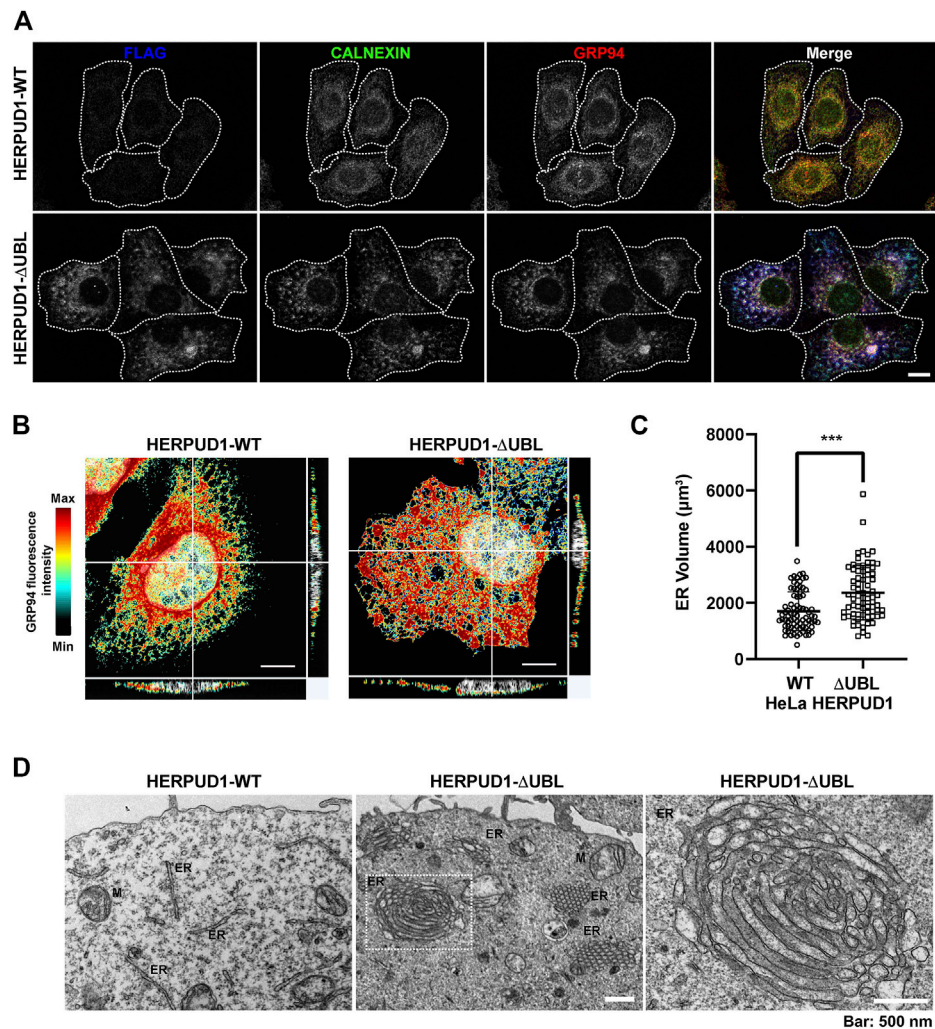 A
FLAG
CALNEXIN
GRP94
Merge
HERPUD1-WT
HERPUD1-ΔUBL
B
HERPUD1-WT
HERPUD1-ΔUBL
Max
GRP94 fluorescence
intensity
Min
C
8000
6000
4000
2000
0
ER Volume (μm³)
***
WT
ΔUBL
HeLa HERPUD1
D
HERPUD1-WT
HERPUD1-ΔUBL
HERPUD1-ΔUBL
ER
M
ER
ER
ER
M
ER
ER
ER
ER
Bar: 500 nm